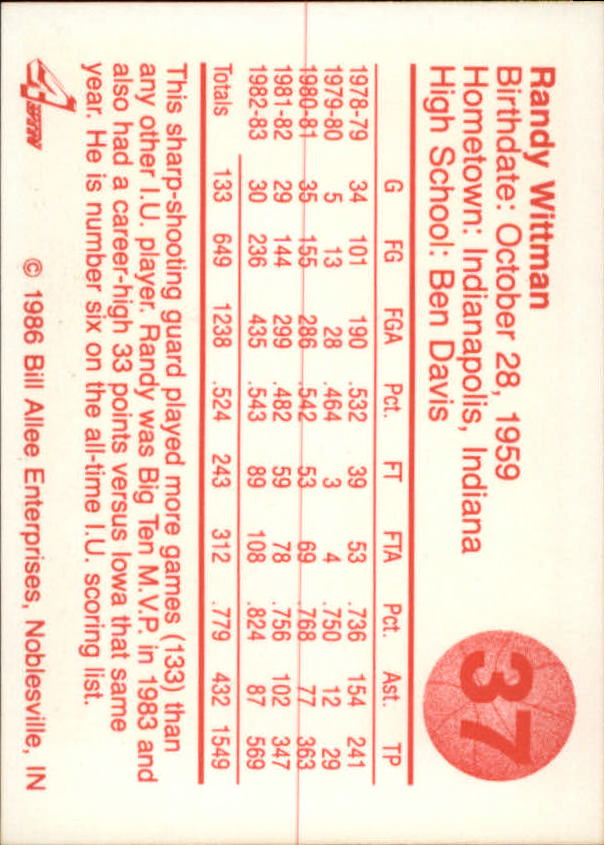 Randy Wittman
Birthdate: October 28, 1959
Hometown: Indianapolis, Indiana
High School: Ben Davis
37
G FG FGA Pct. FT FTA Pct. Ast. TP
1978-79 34 101 190 .532 39 53 .736 154 241
1979-80 5 13 28 .464 3 4 .750 12 29
1980-81 35 155 286 .542 53 69 .768 77 363
1981-82 29 144 299 .482 59 78 .756 102 347
1982-83 30 236 435 .543 89 108 .824 87 569
Totals 133 649 1238 .524 243 312 .779 432 1549
This sharp-shooting guard played more games (133) than
any other I.U. player. Randy was Big Ten M.V.P. in 1983 and
also had a career-high 33 points versus Iowa that same
year. He is number six on the all-time I.U. scoring list.
© 1986 Bill Allee Enterprises, Noblesville, IN